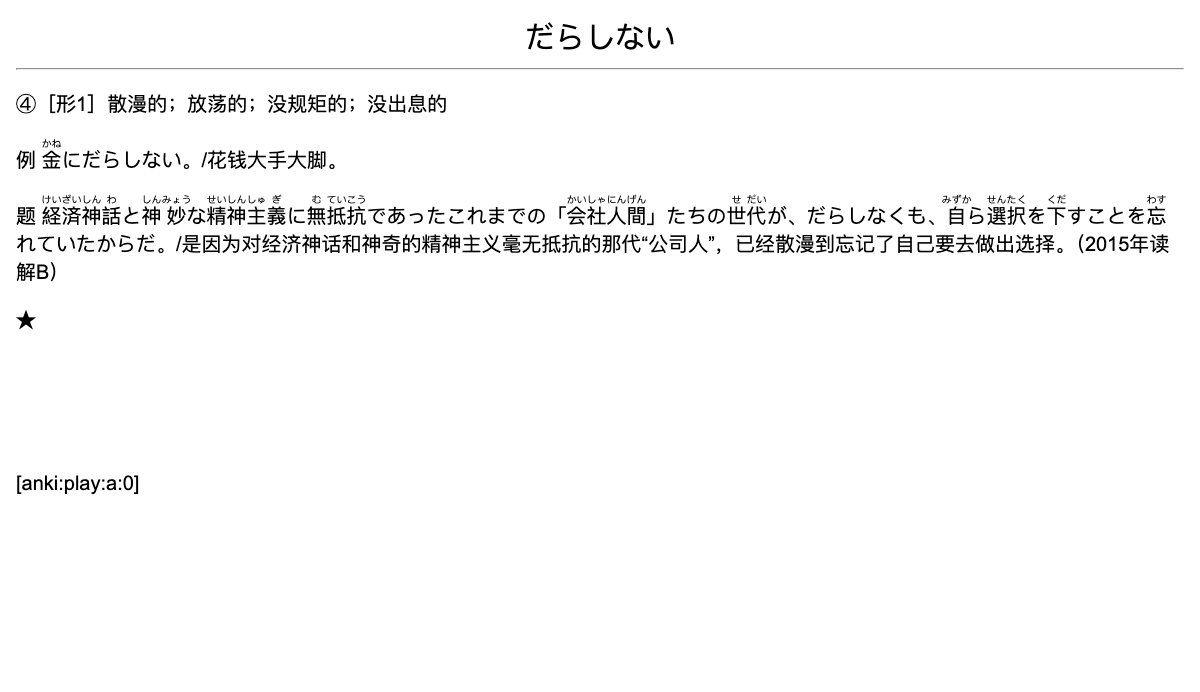 だらしない
④［形1］散漫的；放荡的；没规矩的；没出息的
かね
例 金にだらしない。/花钱大手大脚。
けいざいしん わ しんみょう せいしんしゅ ぎ む ていこう かいしゃにんげん せ だい みずか せんたく くだ わす
题 経済神話と神妙な精神主義に無抵抗であったこれまでの「会社人間」たちの世代が、だらしなくも、自ら選択を下すことを忘
れていたからだ。/是因为对经济神话和神奇的精神主义毫无抵抗的那代“公司人”，已经散漫到忘记了自己要去做出选择。（2015年读
解B）
★
[anki:play:a:0]